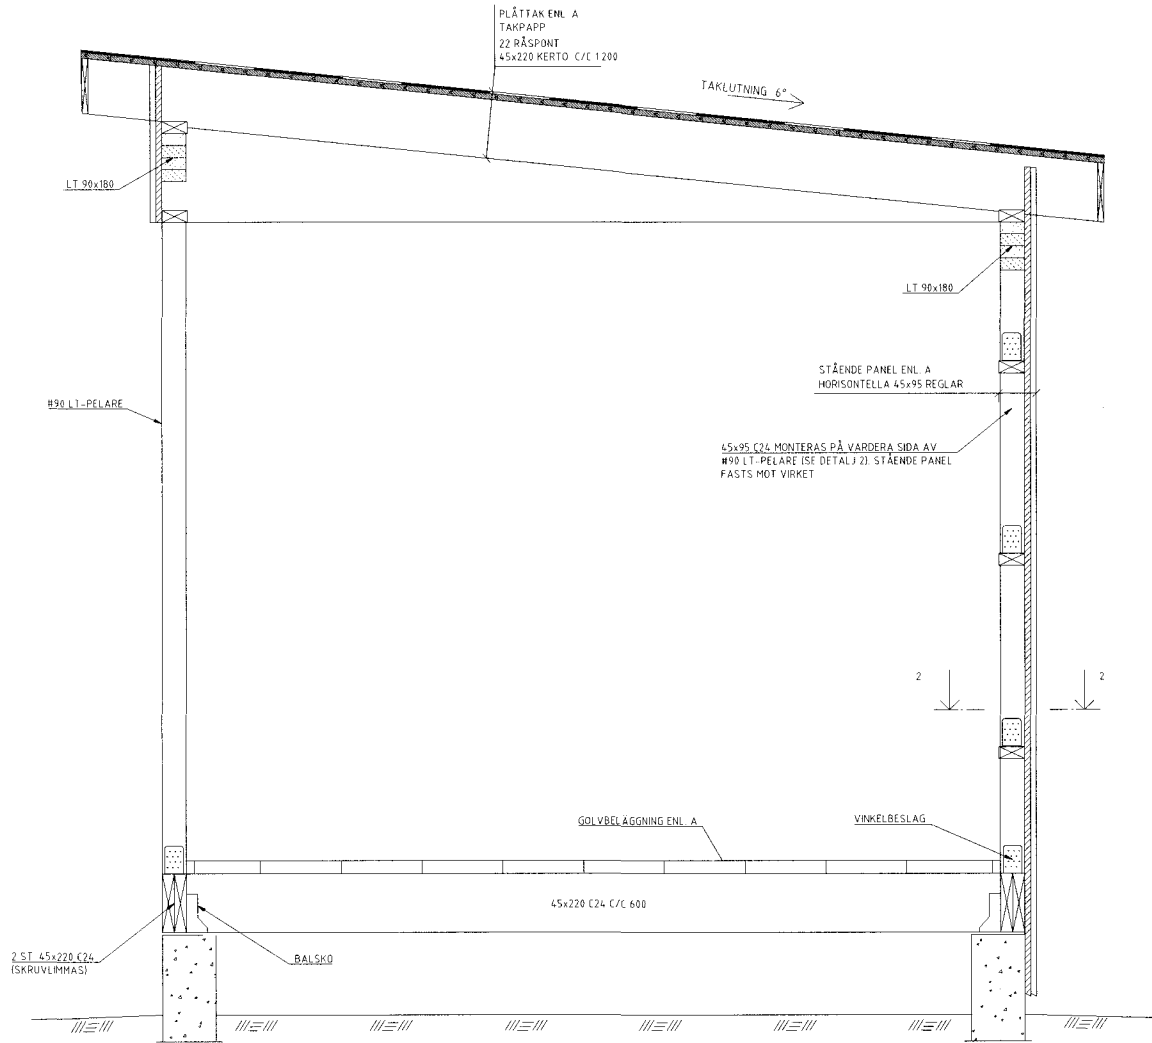 PLÅTTAK ENL. A
TAKPAPP
22 RÅSPONT
45x220 KERTO C/C 1200
TAKLUTNING 6°
LT 90x180
LT 90x180
STÅENDE PANEL ENL. A
HORISONTELLA 45x95 REGLAR
#90 LT-PELARE
45x95 C24 MONTERAS PÅ VARDERA SIDA AV
#90 LT-PELARE (SE DETALJ 2). STÅENDE PANEL
FASTS MOT VIRKET
2
2
GOLVBELÄGGNING ENL. A
VINKELBESLAG
45x220 C24 C/C 600
2 ST 45x220 C24
(SKRUVLIMMAS)
BALSKO